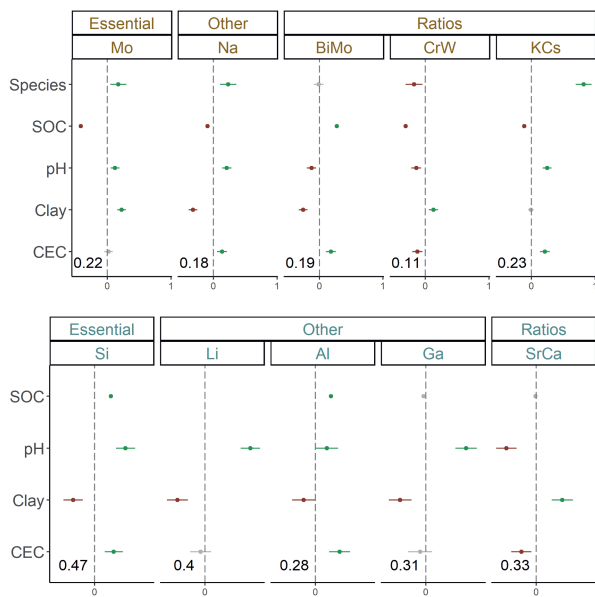 Essential Other Ratios
Mo Na BiMo CrW KCs
Species
SOC
pH
Clay
CEC
0.22 0.18 0.19 0.11 0.23
0 1 0 1 0 1 0 1 0 1
Essential Other Ratios
Si Li Al Ga SrCa
SOC
pH
Clay
CEC
0.47 0.4 0.28 0.31 0.33
0 0 0 0 0